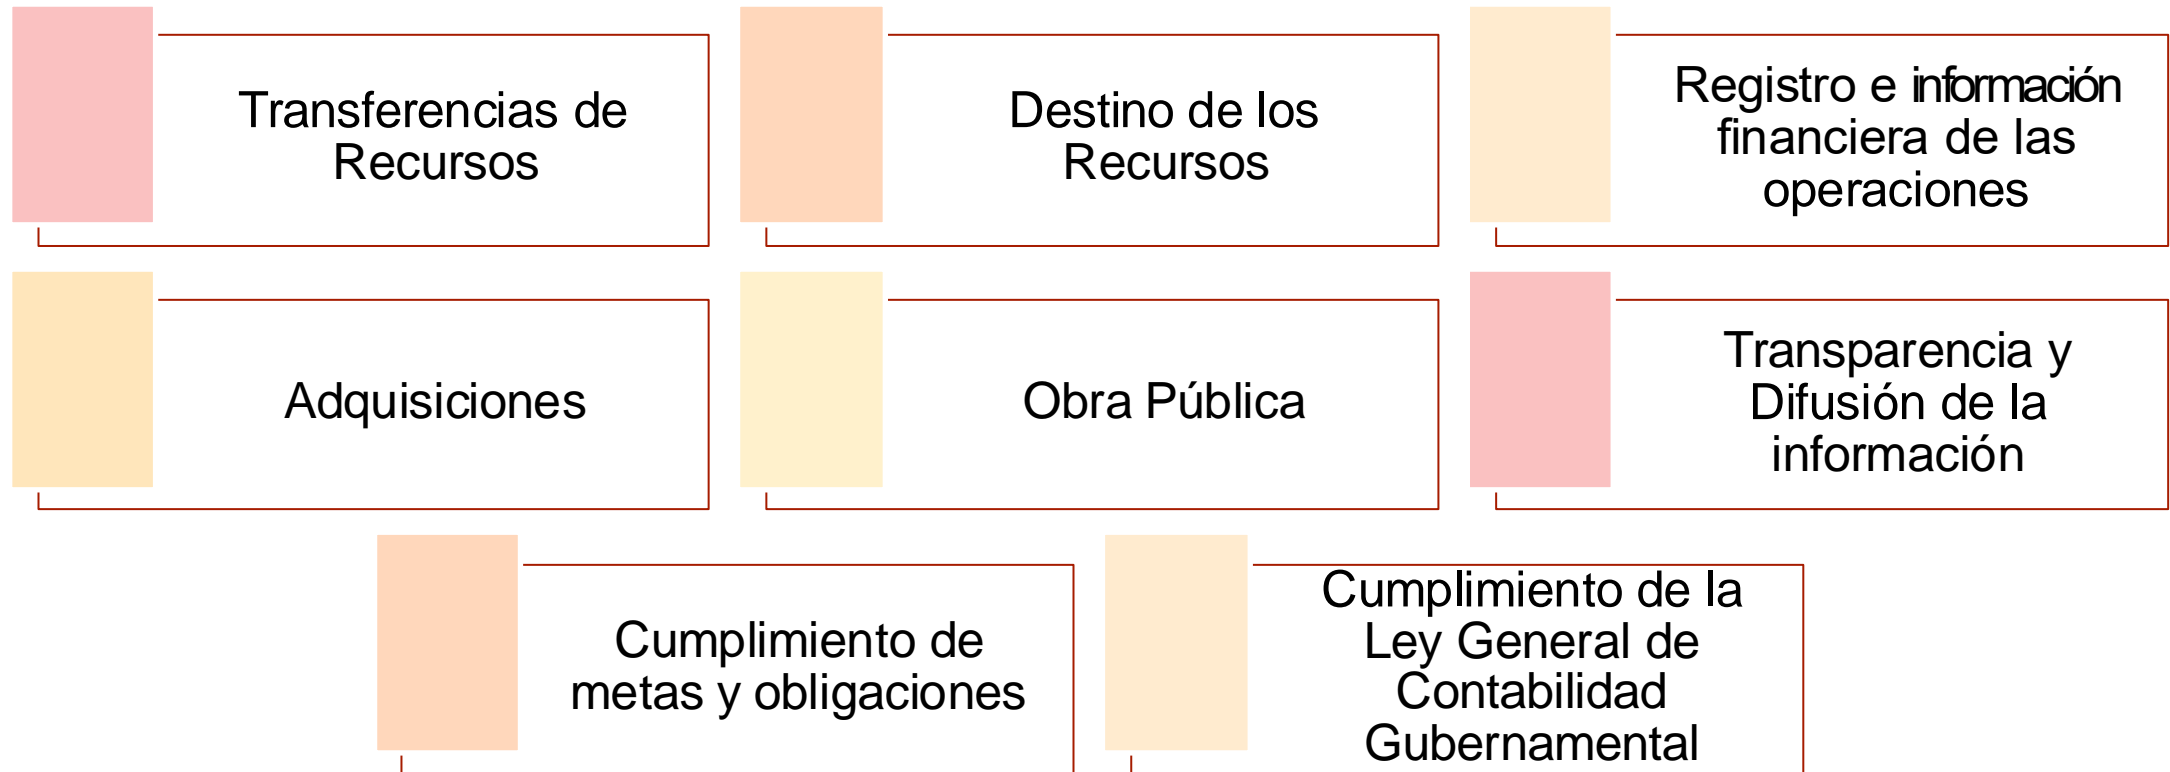 Transferencias de
Recursos
Destino de los
Recursos
Registro e información
financiera de las
operaciones
Adquisiciones
Obra Pública
Transparencia y
Difusión de la
información
Cumplimiento de
metas y obligaciones
Cumplimiento de la
Ley General de
Contabilidad
Gubernamental